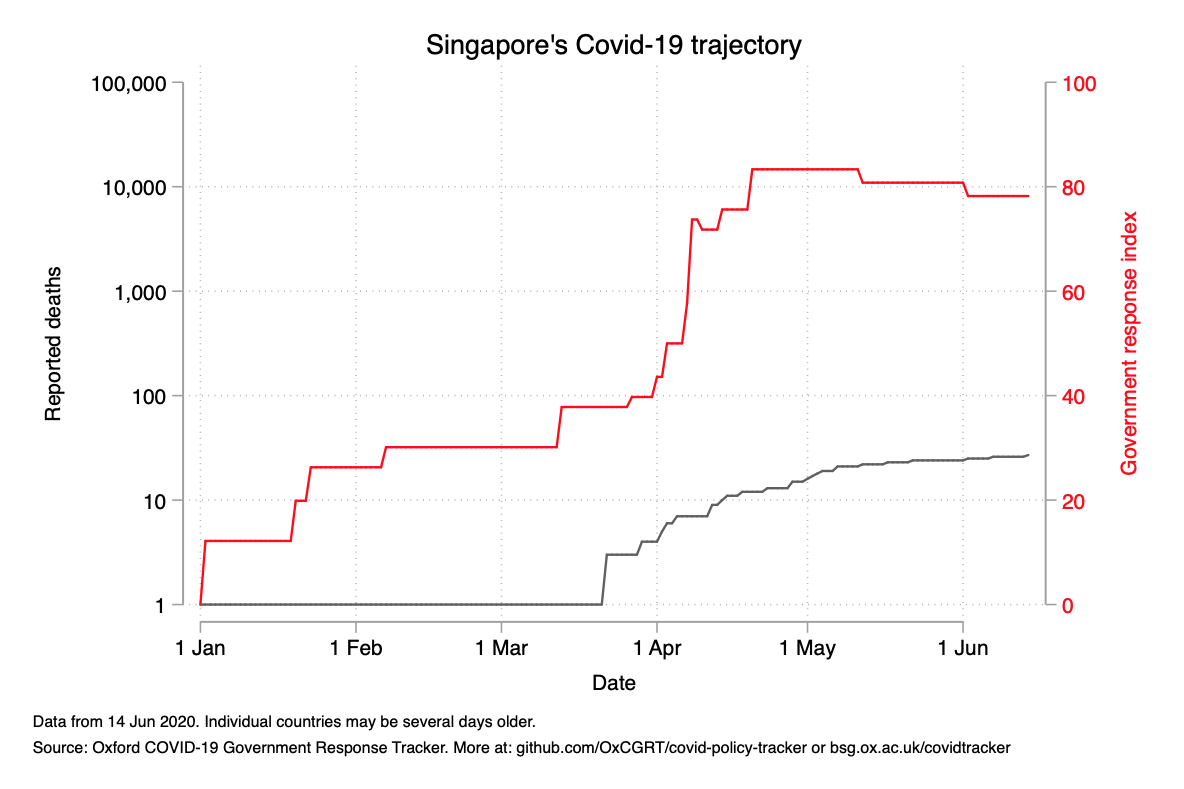 Singapore's Covid-19 trajectory
100,000
10,000
1,000
100
10
1
Reported deaths
100
80
60
40
20
0
Government response index
1 Jan
1 Feb
1 Mar
1 Apr
1 May
1 Jun
Date
Data from 14 Jun 2020. Individual countries may be several days older.
Source: Oxford COVID-19 Government Response Tracker. More at: github.com/OxCGRT/covid-policy-tracker or bsg.ox.ac.uk/covidtracker